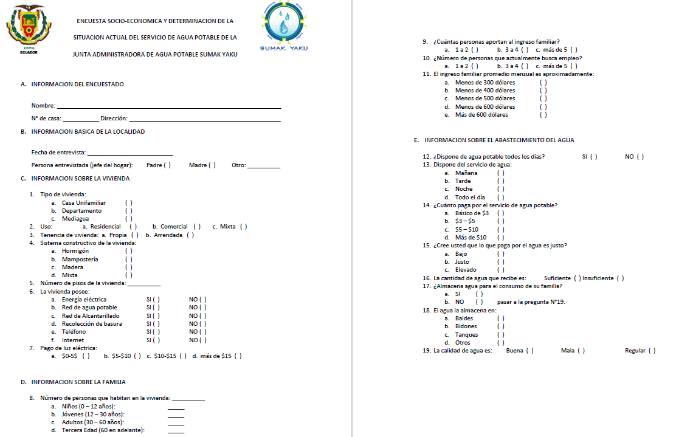 ECUADOR
ENCUESTA SOCIO-ECONOMICA Y DETERMINACION DE LA
SITUACION ACTUAL DEL SERVICIO DE AGUA POTABLE DE LA
JUNTA ADMINISTRADORA DE AGUA POTABLE SUMAK YAKU
SUMAK YAKU
A. INFORMACION DEL ENCUESTADO
Nombre: ____________________
N° de casa: __________ Dirección: ____________________
B. INFORMACION BASICA DE LA LOCALIDAD
Fecha de entrevista: ____________________
Persona entrevistada (jefe del hogar): Padre ( ) Madre ( ) Otro: __________
C. INFORMACION SOBRE LA VIVIENDA
1. Tipo de vivienda:
a. Casa Unifamiliar ( )
b. Departamento ( )
c. Mediagua ( )
2. Uso: a. Residencial ( ) b. Comercial ( ) c. Mixta ( )
3. Tenencia de vivienda: a. Propia ( ) b. Arrendada ( )
4. Sistema constructivo de la vivienda:
a. Hormigón ( )
b. Mampostería ( )
c. Madera ( )
d. Mixta ( )
5. Número de pisos de la vivienda: __________
6. La vivienda posee:
a. Energía eléctrica SI ( ) NO ( )
b. Red de agua potable SI ( ) NO ( )
c. Red de Alcantarillado SI ( ) NO ( )
d. Recolección de basura SI ( ) NO ( )
e. Teléfono SI ( ) NO ( )
f. Internet SI ( ) NO ( )
7. Pago de luz eléctrica:
a. $0-5$ ( ) b. $5-$10 ( ) c. $10-$15 ( ) d. más de $15 ( )
D. INFORMACION SOBRE LA FAMILIA
8. Número de personas que habitan en la vivienda: __________
a. Niños (0 – 12 años): _____
b. Jóvenes (12 – 30 años): _____
c. Adultos (30 – 60 años): _____
d. Tercera Edad (60 en adelante): _____
9. ¿Cuántas personas aportan al ingreso familiar?
a. 1 a 2 ( ) b. 3 a 4 ( ) c. más de 5 ( )
10. ¿Número de personas que actualmente busca empleo?
a. 1 a 2 ( ) b. 3 a 4 ( ) c. más de 5 ( )
11. El ingreso familiar promedio mensual es aproximadamente:
a. Menos de 300 dólares ( )
b. Menos de 400 dólares ( )
c. Menos de 500 dólares ( )
d. Menos de 600 dólares ( )
e. Más de 600 dólares ( )
E. INFORMACION SOBRE EL ABASTECIMIENTO DEL AGUA
12. ¿Dispone de agua potable todos los días? SI ( ) NO ( )
13. Dispone del servicio de agua:
a. Mañana ( )
b. Tarde ( )
c. Noche ( )
d. Todo el día ( )
14. ¿Cuánto paga por el servicio de agua potable?
a. Básico de $3 ( )
b. $3 – $5 ( )
c. $5 – $10 ( )
d. Más de $10 ( )
15. ¿Cree usted que lo que paga por el agua es justo?
a. Bajo ( )
b. Justo ( )
c. Elevado ( )
16. La cantidad de agua que recibe es: Suficiente ( ) Insuficiente ( )
17. ¿Almacena agua para el consumo de su familia?
a. SI ( )
b. NO ( ) pasar a la pregunta N°19.
18. El agua la almacena en:
a. Baldes ( )
b. Bidones ( )
c. Tanques ( )
d. Otros ( )
19. La calidad de agua es: Buena ( ) Mala ( ) Regular ( )